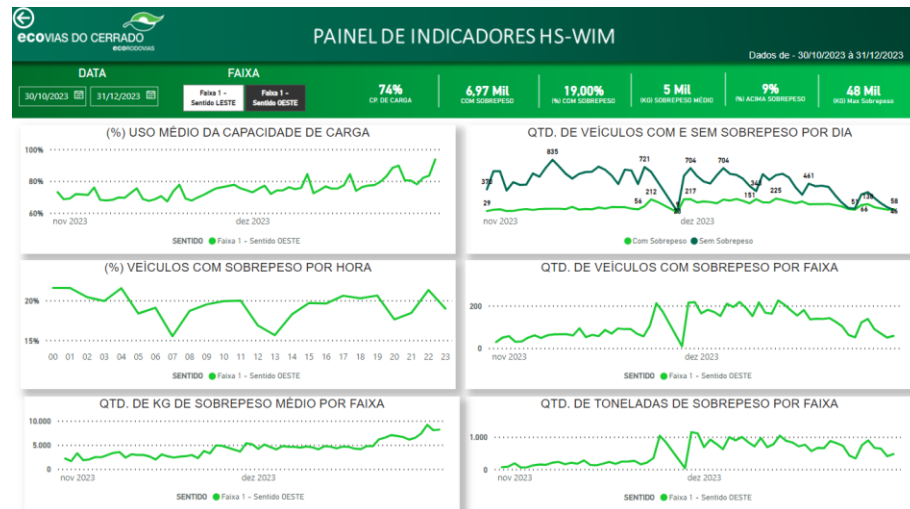 ecovias do cerrado
ecorodovias
PAINEL DE INDICADORES HS-WIM
Dados de - 30/10/2023 à 31/12/2023
DATA
FAIXA
30/10/2023
31/12/2023
Faixa 1 - Sentido LESTE
Faixa 1 - Sentido OESTE
74%
CP. DE CARGA
6,97 Mil
COM SOBREPESO
19,00%
(%) COM SOBREPESO
5 Mil
(KG) SOBREPESO MÉDIO
9%
(%) ACIMA SOBREPESO
48 Mil
(KG) Max Sobrepeso
(%) USO MÉDIO DA CAPACIDADE DE CARGA
100%
80%
60%
nov 2023
dez 2023
SENTIDO Faixa 1 - Sentido OESTE
QTD. DE VEÍCULOS COM E SEM SOBREPESO POR DIA
835
721
704
704
373
348
461
29
56
212
217
151
225
51
138
58
66
46
nov 2023
dez 2023
Com Sobrepeso Sem Sobrepeso
(%) VEÍCULOS COM SOBREPESO POR HORA
20%
15%
00 01 02 03 04 05 06 07 08 09 10 11 12 13 14 15 16 17 18 19 20 21 22 23
SENTIDO Faixa 1 - Sentido OESTE
QTD. DE VEÍCULOS COM SOBREPESO POR FAIXA
200
0
nov 2023
dez 2023
SENTIDO Faixa 1 - Sentido OESTE
QTD. DE KG DE SOBREPESO MÉDIO POR FAIXA
10.000
5.000
0
nov 2023
dez 2023
SENTIDO Faixa 1 - Sentido OESTE
QTD. DE TONELADAS DE SOBREPESO POR FAIXA
1.000
0
nov 2023
dez 2023
SENTIDO Faixa 1 - Sentido OESTE